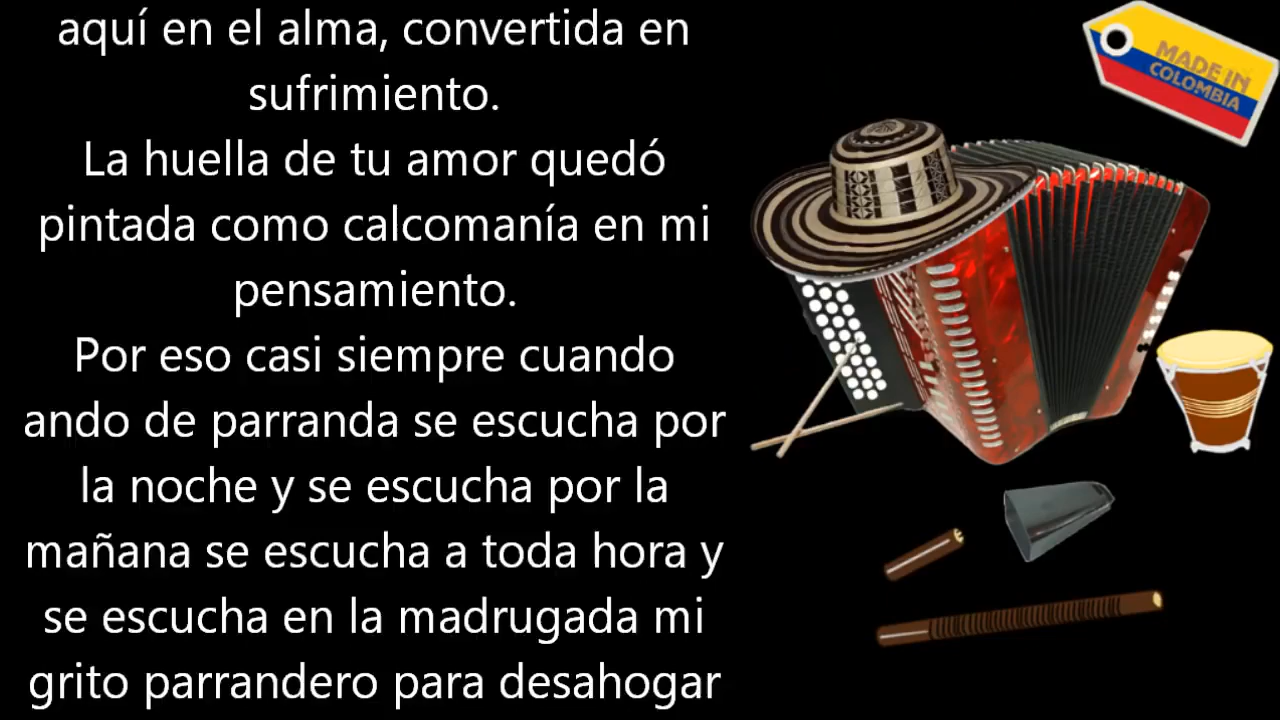 aquí en el alma, convertida en
sufrimiento.
La huella de tu amor quedó
pintada como calcomanía en mi
pensamiento.
Por eso casi siempre cuando
ando de parranda se escucha por
la noche y se escucha por la
mañana se escucha a toda hora y
se escucha en la madrugada mi
grito parrandero para desahogar
MADE IN
COLOMBIA